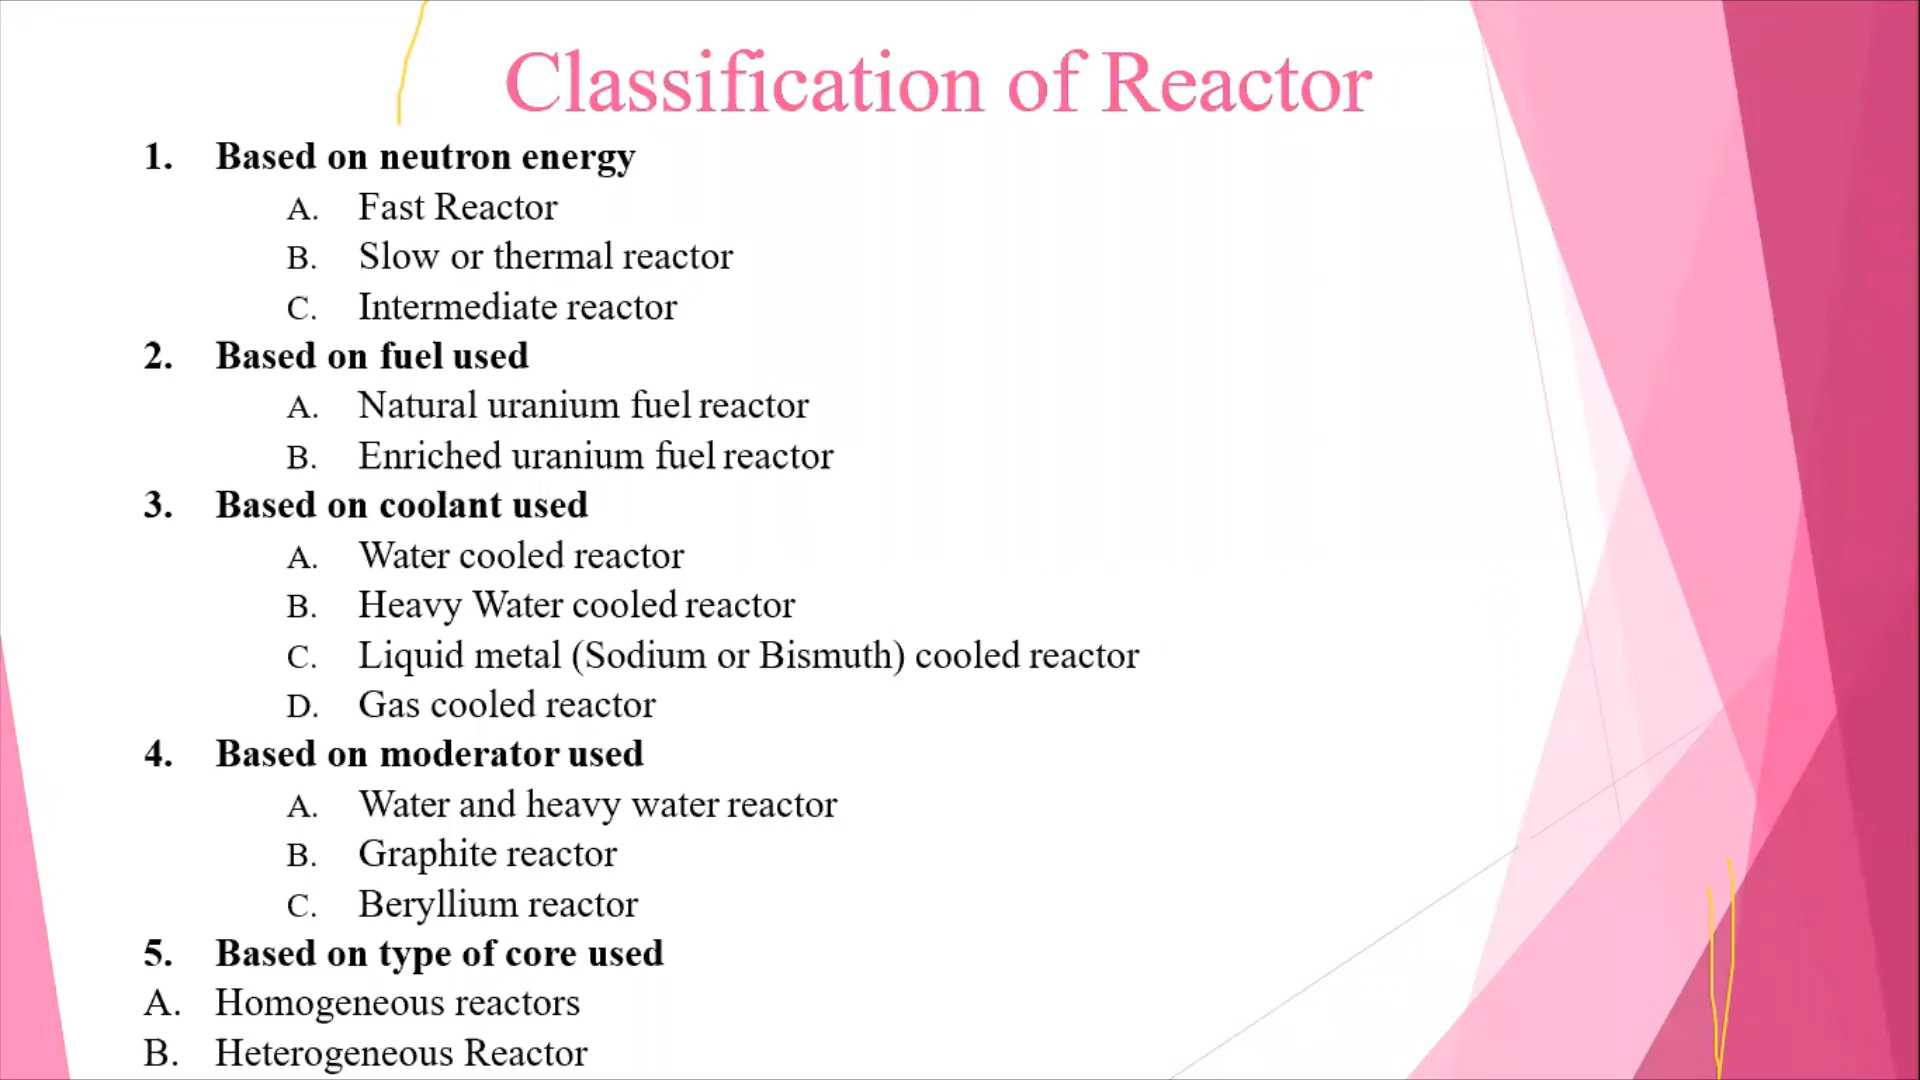 Classification of Reactor
1. Based on neutron energy
A. Fast Reactor
B. Slow or thermal reactor
C. Intermediate reactor
2. Based on fuel used
A. Natural uranium fuel reactor
B. Enriched uranium fuel reactor
3. Based on coolant used
A. Water cooled reactor
B. Heavy Water cooled reactor
C. Liquid metal (Sodium or Bismuth) cooled reactor
D. Gas cooled reactor
4. Based on moderator used
A. Water and heavy water reactor
B. Graphite reactor
C. Beryllium reactor
5. Based on type of core used
A. Homogeneous reactors
B. Heterogeneous Reactor